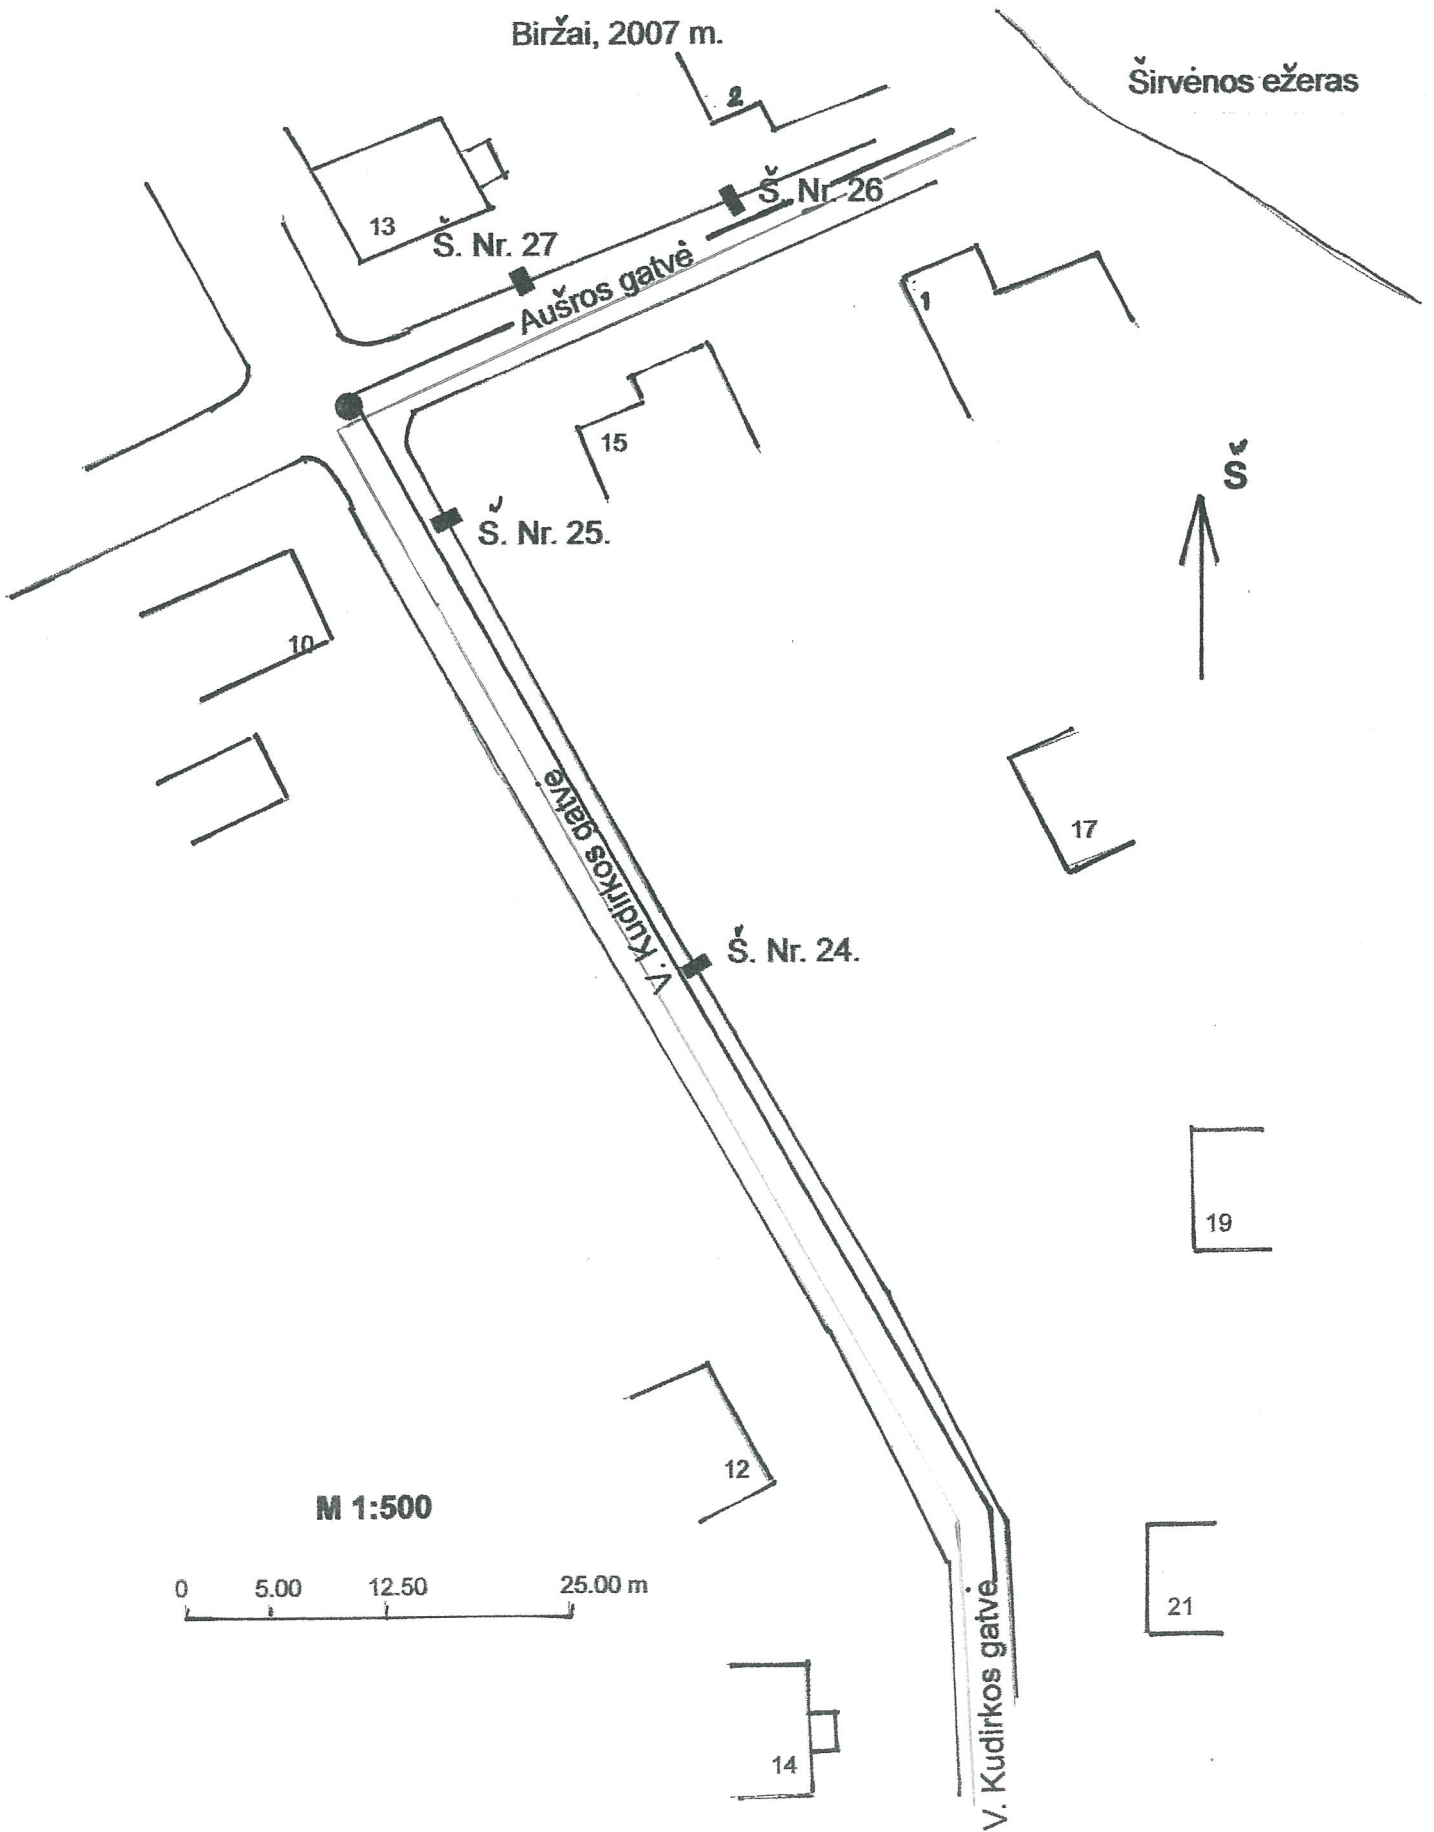 Biržai, 2007 m.
Širvėnos ežeras
2
Š. Nr. 26
13
Š. Nr. 27
Aušros gatvė
1
15
Š
Š. Nr. 25.
10
17
V. Kudirkos gatvė
Š. Nr. 24.
19
12
M 1:500
0 5.00 12.50 25.00 m
21
V. Kudirkos gatvė
14